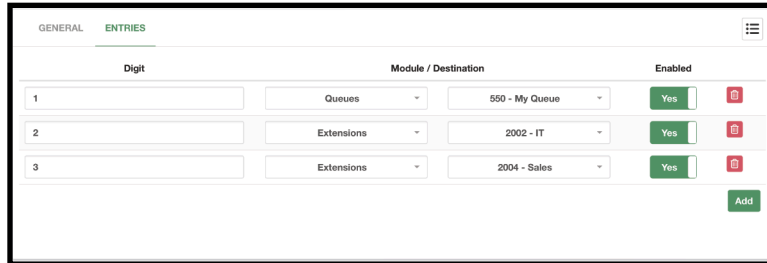 GENERAL ENTRIES
Digit Module / Destination Enabled
1 Queues 550 - My Queue Yes
2 Extensions 2002 - IT Yes
3 Extensions 2004 - Sales Yes
Add